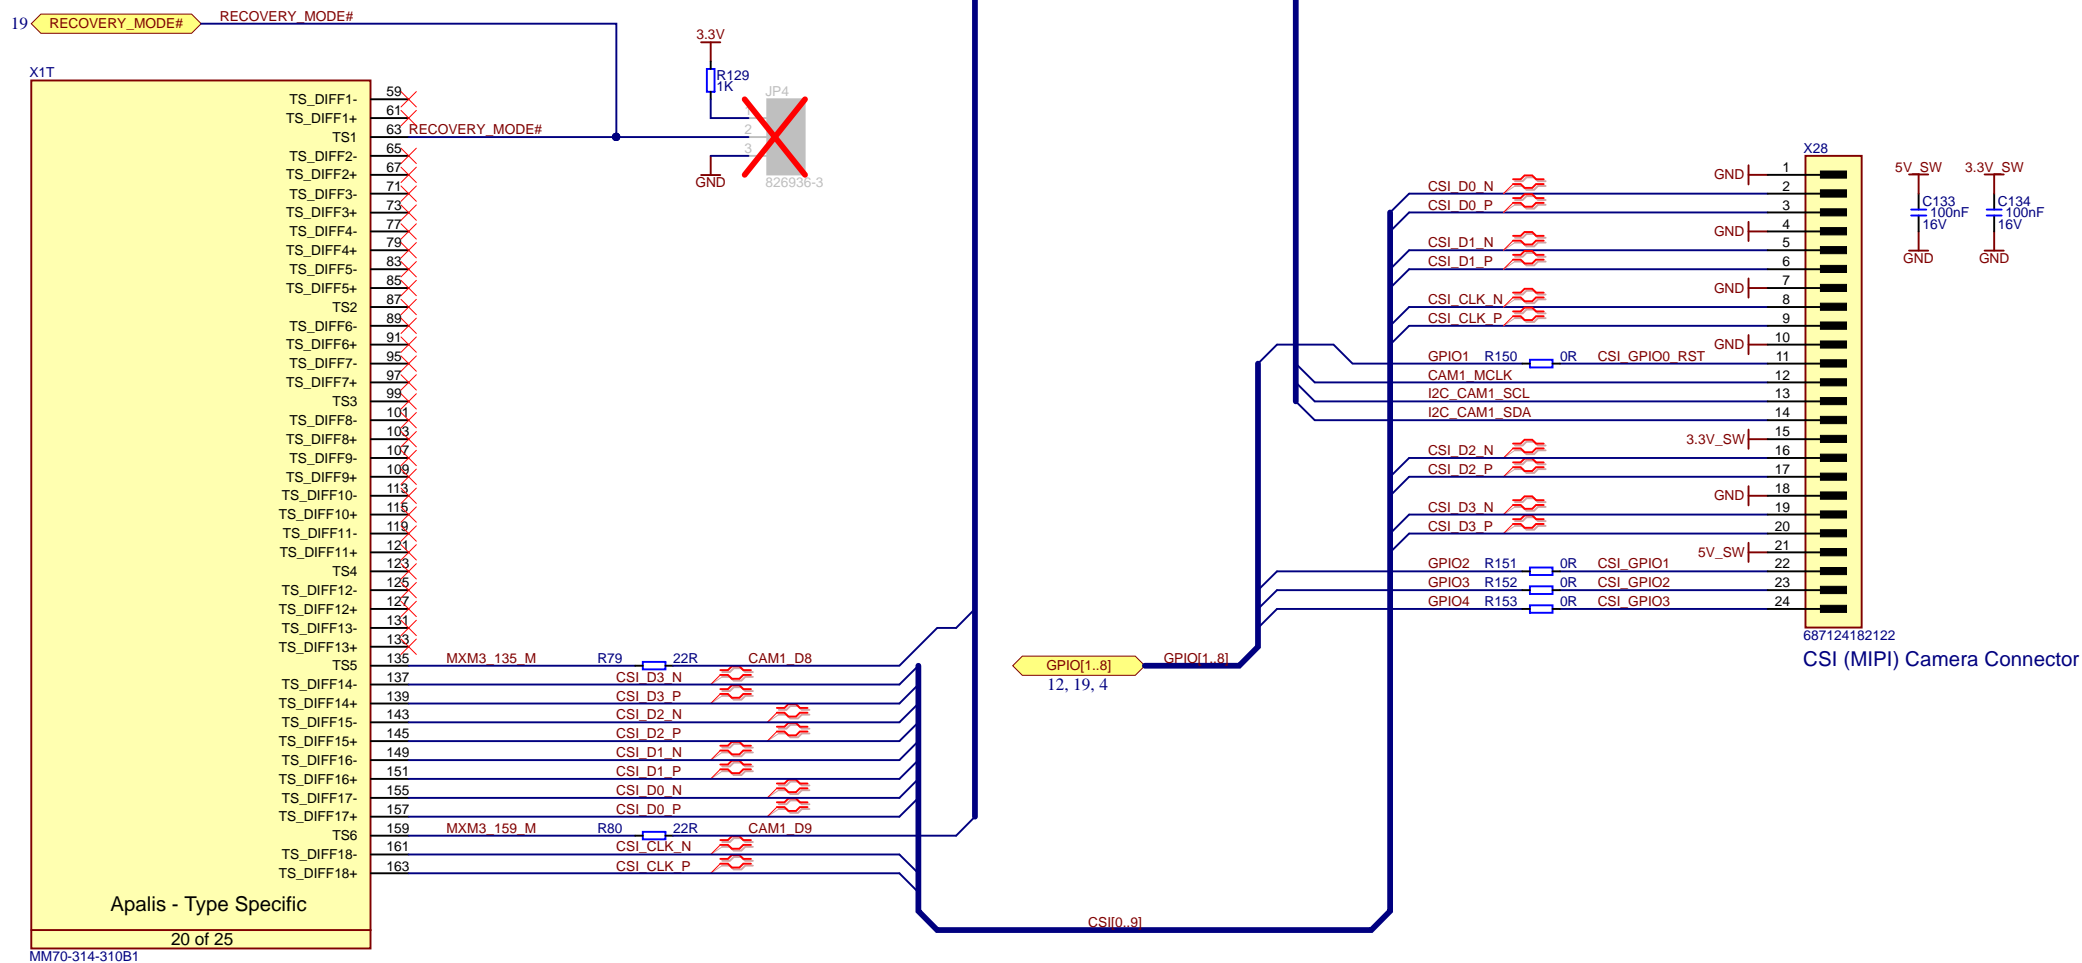 19 RECOVERY_MODE# RECOVERY_MODE#
X1T
TS_DIFF1- 59
TS_DIFF1+ 61
TS1 63 RECOVERY_MODE#
TS_DIFF2- 65
TS_DIFF2+ 67
TS_DIFF3- 71
TS_DIFF3+ 73
TS_DIFF4- 77
TS_DIFF4+ 79
TS_DIFF5- 83
TS_DIFF5+ 85
TS2 87
TS_DIFF6- 89
TS_DIFF6+ 91
TS_DIFF7- 95
TS_DIFF7+ 97
TS3 99
TS_DIFF8- 101
TS_DIFF8+ 103
TS_DIFF9- 107
TS_DIFF9+ 109
TS_DIFF10- 113
TS_DIFF10+ 115
TS_DIFF11- 119
TS_DIFF11+ 121
TS4 123
TS_DIFF12- 125
TS_DIFF12+ 127
TS_DIFF13- 131
TS_DIFF13+ 133
TS5 135 MXM3_135_M R79 22R CAM1_D8
TS_DIFF14- 137 CSI_D3_N
TS_DIFF14+ 139 CSI_D3_P
TS_DIFF15- 143 CSI_D2_N
TS_DIFF15+ 145 CSI_D2_P
TS_DIFF16- 149 CSI_D1_N
TS_DIFF16+ 151 CSI_D1_P
TS_DIFF17- 155 CSI_D0_N
TS_DIFF17+ 157 CSI_D0_P
TS6 159 MXM3_159_M R80 22R CAM1_D9
TS_DIFF18- 161 CSI_CLK_N
TS_DIFF18+ 163 CSI_CLK_P
Apalis - Type Specific
20 of 25
MM70-314-310B1
3.3V
R129
1K
JP4
2
3
826936-3
GND
GPIO[1..8] GPIO[1..8]
12, 19, 4
CSI[0..9]
X28
GND 1
CSI_D0_N 2
CSI_D0_P 3
GND 4
CSI_D1_N 5
CSI_D1_P 6
GND 7
CSI_CLK_N 8
CSI_CLK_P 9
GND 10
GPIO1 R150 0R CSI_GPIO0_RST 11
CAM1_MCLK 12
I2C_CAM1_SCL 13
I2C_CAM1_SDA 14
3.3V_SW 15
CSI_D2_N 16
CSI_D2_P 17
GND 18
CSI_D3_N 19
CSI_D3_P 20
5V_SW 21
GPIO2 R151 0R CSI_GPIO1 22
GPIO3 R152 0R CSI_GPIO2 23
GPIO4 R153 0R CSI_GPIO3 24
687124182122
CSI (MIPI) Camera Connector
5V_SW 3.3V_SW
C133 C134
100nF 100nF
16V 16V
GND GND